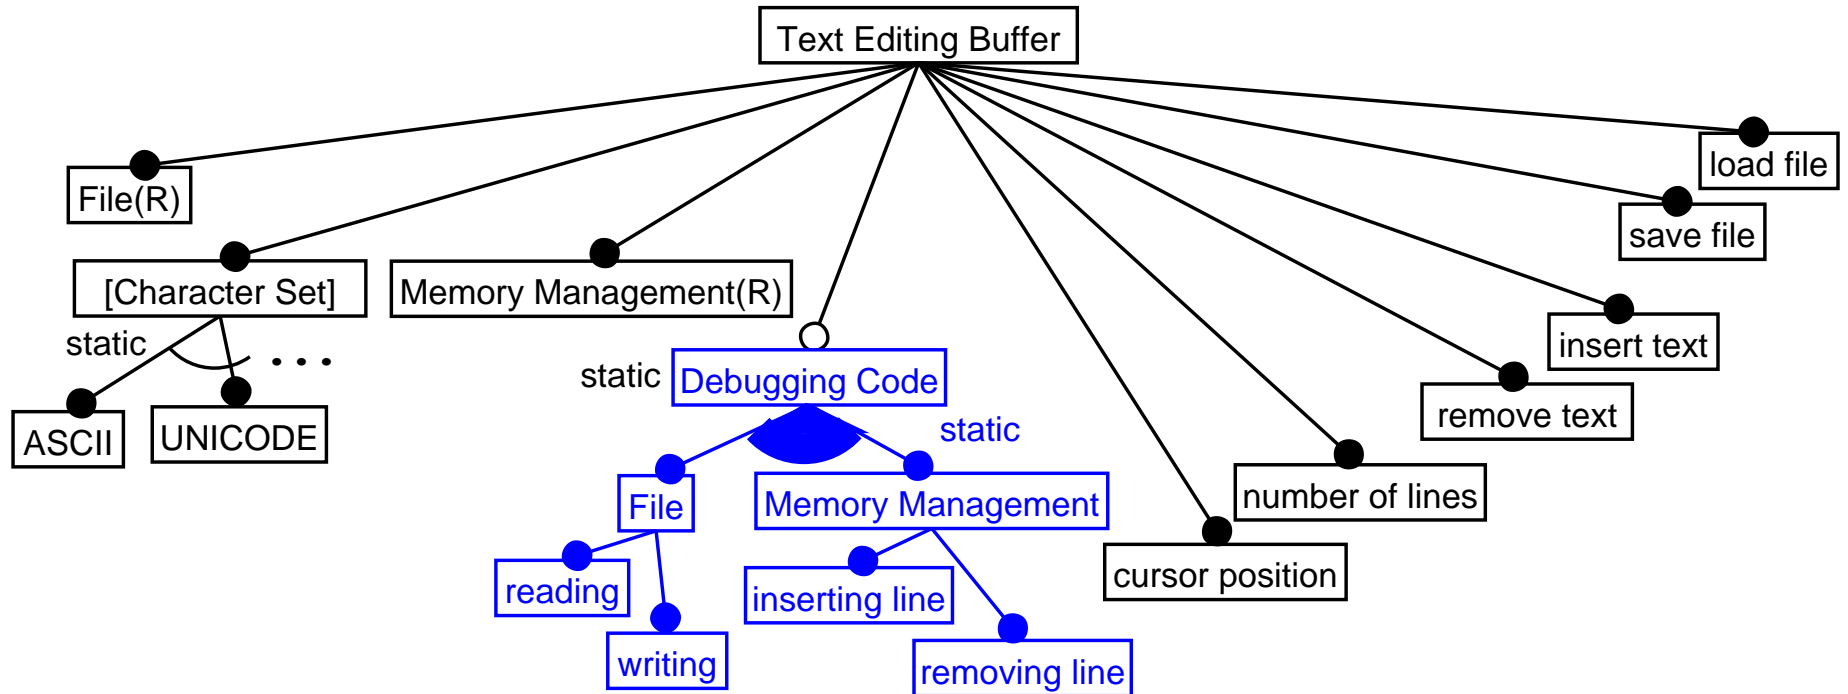 Text Editing Buffer
load file
File(R)
save file
[Character Set]
Memory Management(R)
static
. . .
insert text
static
Debugging Code
remove text
ASCII
UNICODE
static
number of lines
File
Memory Management
cursor position
reading
inserting line
writing
removing line